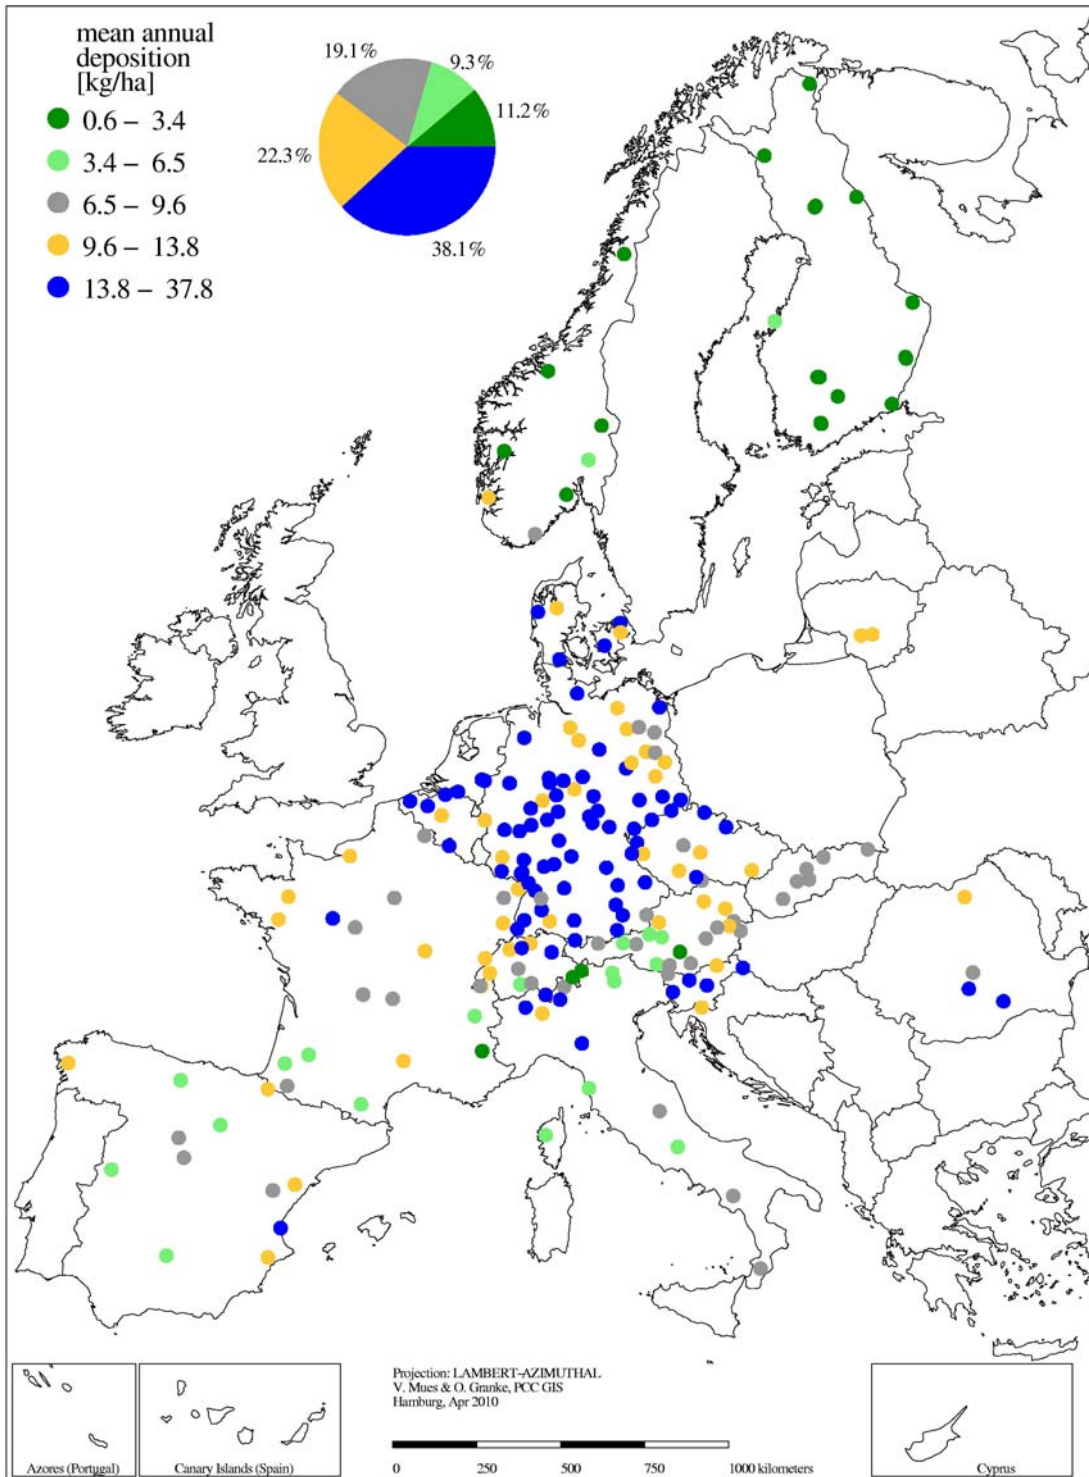 mean annual
deposition
[kg/ha]
0.6 – 3.4
3.4 – 6.5
6.5 – 9.6
9.6 – 13.8
13.8 – 37.8
19.1%
9.3%
11.2%
22.3%
38.1%
Projection: LAMBERT-AZIMUTHAL
V. Mues & O. Granke, PCC GIS
Hamburg, Apr 2010
0 250 500 750 1000 kilometers
Azores (Portugal)
Canary Islands (Spain)
Cyprus